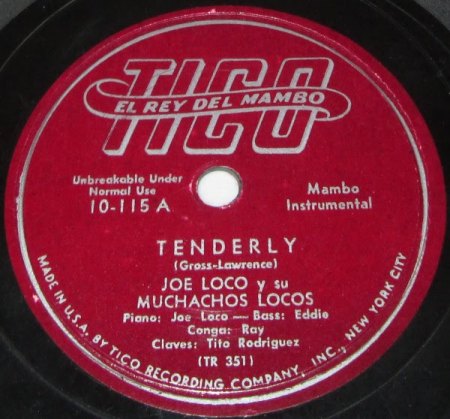 TICO
EL REY DEL MAMBO
Unbreakable Under
Normal Use
10-115 A
Mambo
Instrumental
TENDERLY
(Gross-Lawrence)
JOE LOCO y su
MUCHACHOS LOCOS
Piano: Joe Loco — Bass: Eddie
Conga: Ray
Claves: Tito Rodriguez
(TR 351)
MADE IN U.S.A. BY TICO RECORDING COMPANY, INC., NEW YORK CITY